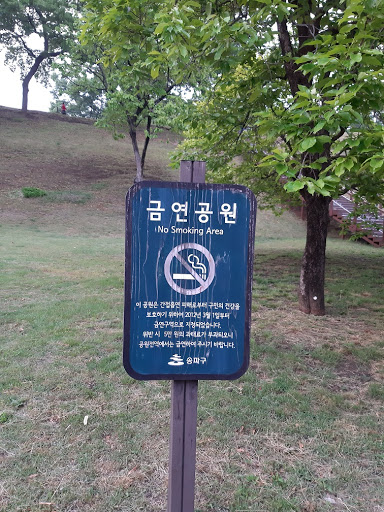 금연공원
No Smoking Area
이 공원은 간접흡연 피해로부터 구민의 건강을
보호하기 위하여 2012년 3월 1일부터
금연구역으로 지정되었습니다.
위반 시 5만 원의 과태료가 부과되오니
공원전역에서는 금연하여 주시기 바랍니다.
송파구